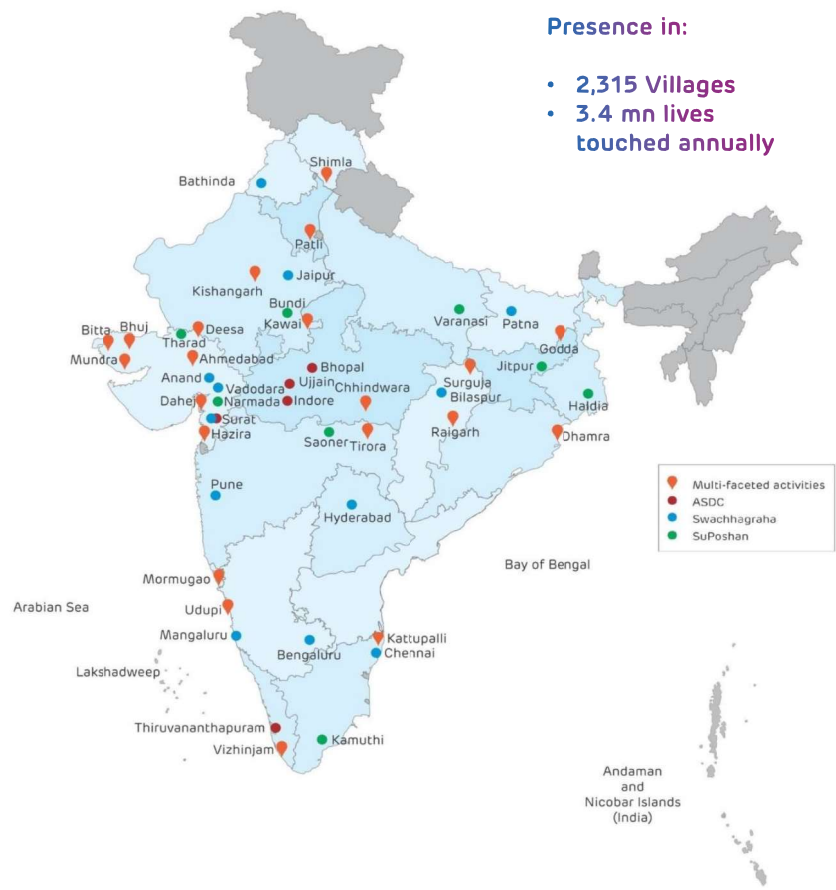 Presence in:
• 2,315 Villages
• 3.4 mn lives
touched annually
Shimla
Bathinda
Patli
Kishangarh
Jaipur
Bundi
Kawai
Varanasi
Patna
Bitta
Bhuj
Deesa
Tharad
Godda
Mundra
Ahmedabad
Jitpur
Anand
Bhopal
Ujjain
Chhindwara
Surguja
Vadodara
Bilaspur
Dahej
Narmada
Indore
Haldia
Surat
Hazira
Saoner
Tirora
Raigarh
Dhamra
Pune
Hyderabad
Multi-faceted activities
ASDC
Swachhagraha
SuPoshan
Bay of Bengal
Mormugao
Arabian Sea
Udupi
Mangaluru
Bengaluru
Kattupalli
Chennai
Lakshadweep
Thiruvananthapuram
Kamuthi
Vizhinjam
Andaman
and
Nicobar Islands
(India)